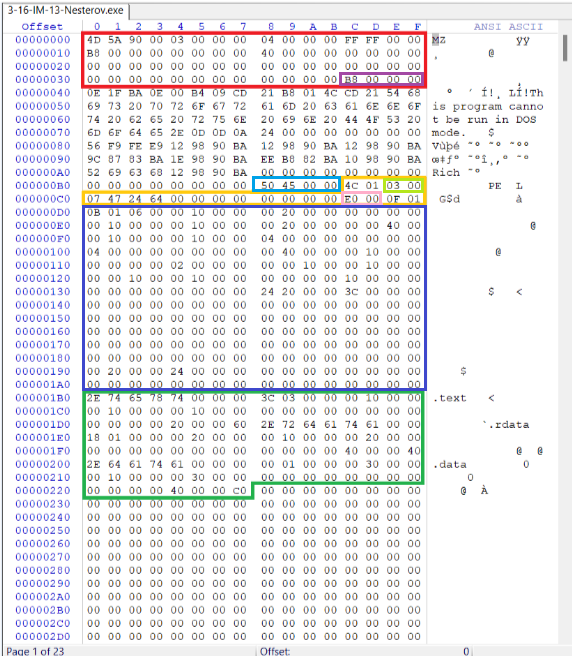 3-16-IM-13-Nesterov.exe
Offset 0 1 2 3 4 5 6 7 8 9 A B C D E F ANSI ASCII
00000000 4D 5A 90 00 03 00 00 00 04 00 00 00 FF FF 00 00 MZ ÿÿ
00000010 B8 00 00 00 00 00 00 00 40 00 00 00 00 00 00 00 ¸ @
00000020 00 00 00 00 00 00 00 00 00 00 00 00 00 00 00 00
00000030 00 00 00 00 00 00 00 00 00 00 00 00 B8 00 00 00 ¸
00000040 0E 1F BA 0E 00 B4 09 CD 21 B8 01 4C CD 21 54 68 º ´ Í!¸ LÍ!Th
00000050 69 73 20 70 72 6F 67 72 61 6D 20 63 61 6E 6E 6F is program canno
00000060 74 20 62 65 20 72 75 6E 20 69 6E 20 44 4F 53 20 t be run in DOS
00000070 6D 6F 64 65 2E 0D 0D 0A 24 00 00 00 00 00 00 00 mode. $
00000080 56 F9 FE E9 12 98 90 BA 12 98 90 BA 12 98 90 BA Vùþé ˜ º ˜ º ˜ º
00000090 9C 87 83 BA 1E 98 90 BA EE B8 82 BA 10 98 90 BA œ‡ƒº ˜ ºî¸‚º ˜ º
000000A0 52 69 63 68 12 98 90 BA 00 00 00 00 00 00 00 00 Rich ˜ º
000000B0 00 00 00 00 00 00 00 00 50 45 00 00 4C 01 03 00 PE L
000000C0 07 47 24 64 00 00 00 00 00 00 00 00 E0 00 0F 01 G$d à
000000D0 0B 01 06 00 00 10 00 00 00 20 00 00 00 00 00 00
000000E0 00 10 00 00 00 10 00 00 00 20 00 00 00 00 40 00 @
000000F0 00 10 00 00 00 10 00 00 04 00 00 00 00 00 00 00
00000100 04 00 00 00 00 00 00 00 00 40 00 00 00 10 00 00 @
00000110 00 00 00 00 02 00 00 00 00 00 10 00 00 10 00 00
00000120 00 00 10 00 00 10 00 00 00 00 00 00 10 00 00 00
00000130 00 00 00 00 00 00 00 00 24 20 00 00 3C 00 00 00 $ <
00000140 00 00 00 00 00 00 00 00 00 00 00 00 00 00 00 00
00000150 00 00 00 00 00 00 00 00 00 00 00 00 00 00 00 00
00000160 00 00 00 00 00 00 00 00 00 00 00 00 00 00 00 00
00000170 00 00 00 00 00 00 00 00 00 00 00 00 00 00 00 00
00000180 00 00 00 00 00 00 00 00 00 00 00 00 00 00 00 00
00000190 00 20 00 00 24 00 00 00 00 00 00 00 00 00 00 00 $
000001A0 00 00 00 00 00 00 00 00 00 00 00 00 00 00 00 00
000001B0 2E 74 65 78 74 00 00 00 3C 03 00 00 00 10 00 00 .text <
000001C0 00 10 00 00 00 10 00 00 00 00 00 00 00 00 00 00
000001D0 00 00 00 00 20 00 00 60 2E 72 64 61 74 61 00 00 `.rdata
000001E0 18 01 00 00 00 20 00 00 00 10 00 00 00 20 00 00
000001F0 00 00 00 00 00 00 00 00 00 00 00 00 40 00 00 40 @ @
00000200 2E 64 61 74 61 00 00 00 00 01 00 00 00 30 00 00 .data 0
00000210 00 10 00 00 00 30 00 00 00 00 00 00 00 00 00 00 0
00000220 00 00 00 00 40 00 00 C0 00 00 00 00 00 00 00 00 @ À
00000230 00 00 00 00 00 00 00 00 00 00 00 00 00 00 00 00
00000240 00 00 00 00 00 00 00 00 00 00 00 00 00 00 00 00
00000250 00 00 00 00 00 00 00 00 00 00 00 00 00 00 00 00
00000260 00 00 00 00 00 00 00 00 00 00 00 00 00 00 00 00
00000270 00 00 00 00 00 00 00 00 00 00 00 00 00 00 00 00
00000280 00 00 00 00 00 00 00 00 00 00 00 00 00 00 00 00
00000290 00 00 00 00 00 00 00 00 00 00 00 00 00 00 00 00
000002A0 00 00 00 00 00 00 00 00 00 00 00 00 00 00 00 00
000002B0 00 00 00 00 00 00 00 00 00 00 00 00 00 00 00 00
000002C0 00 00 00 00 00 00 00 00 00 00 00 00 00 00 00 00
000002D0 00 00 00 00 00 00 00 00 00 00 00 00 00 00 00 00
Page 1 of 23 Offset: 0